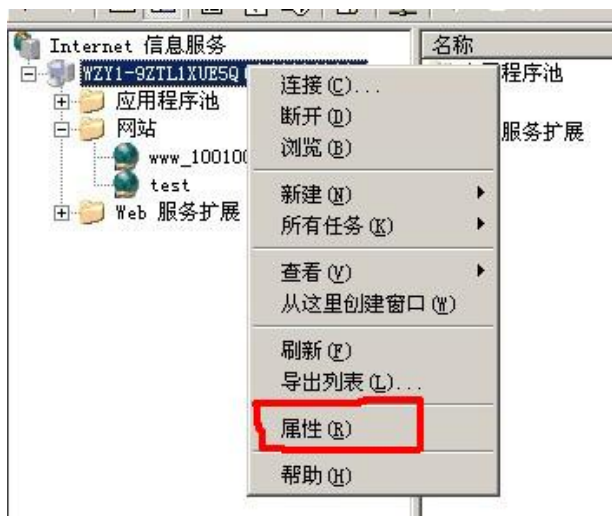 Internet 信息服务
名称
WZY1-9ZTL1XUE5Q
应用程序池
网站
www_10010
test
Web 服务扩展
程序池
服务扩展
连接(C)...
断开(D)
浏览(B)
新建(N)
所有任务(K)
查看(V)
从这里创建窗口(W)
刷新(F)
导出列表(L)...
属性(R)
帮助(H)